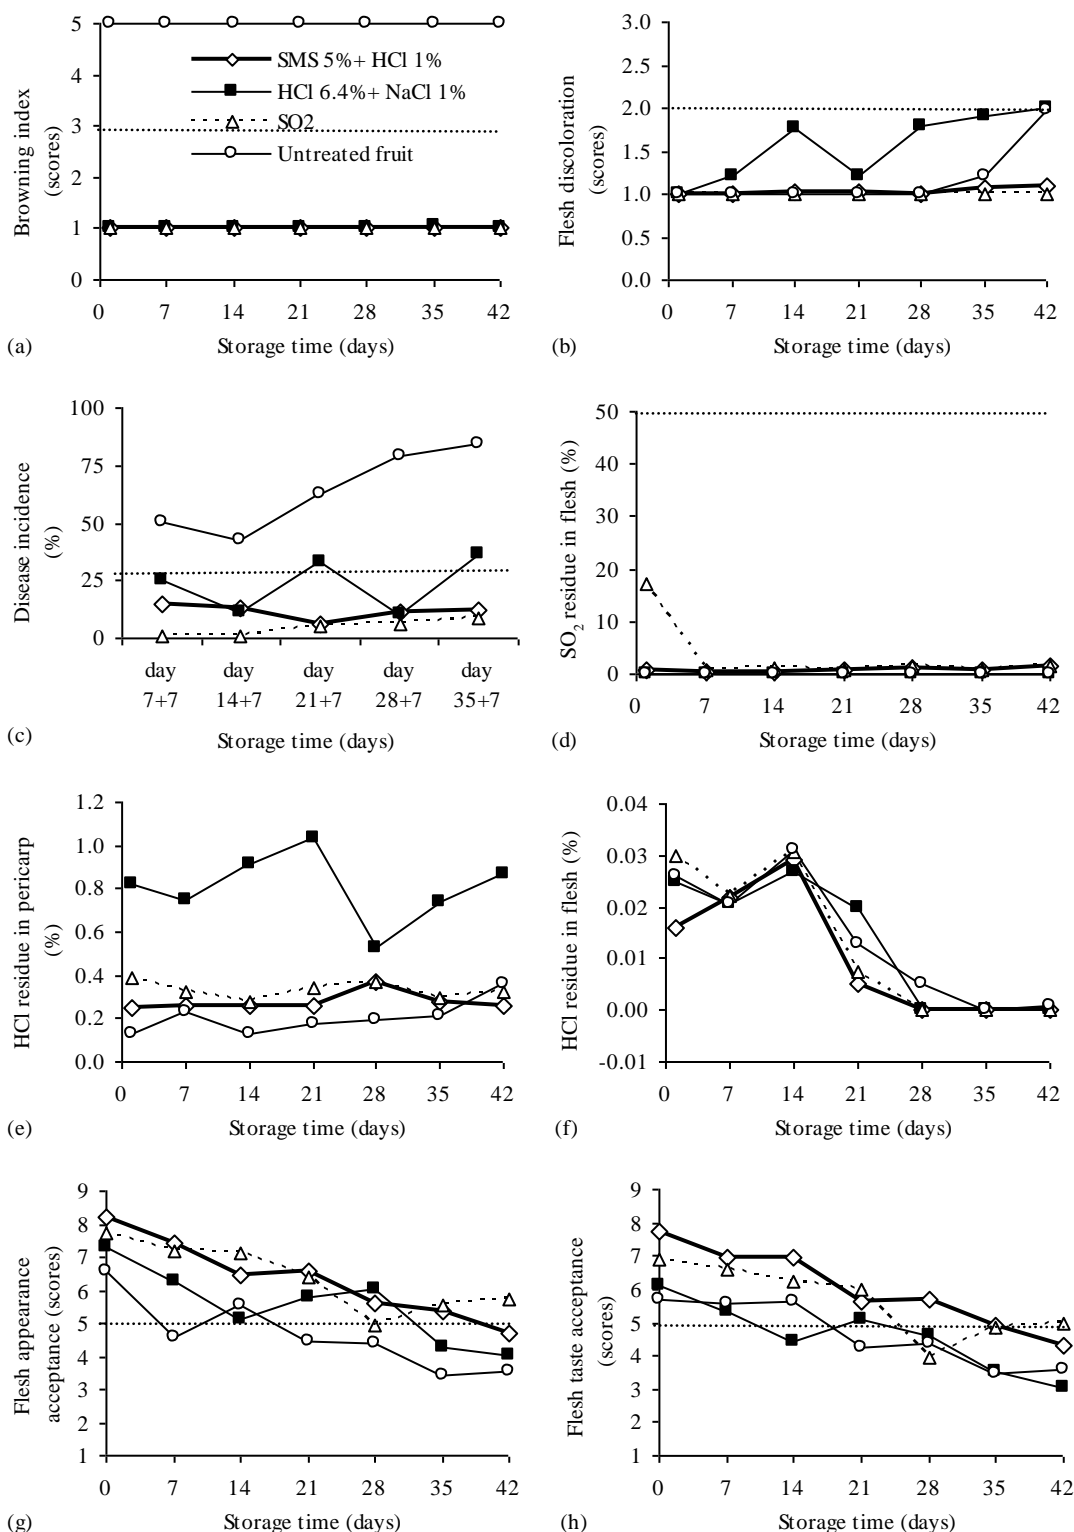 5
4
3
2
1
0
Browning index
(scores)
SMS 5%+ HCl 1%
HCl 6.4%+ NaCl 1%
SO2
Untreated fruit
0 7 14 21 28 35 42
(a) Storage time (days)
3.0
2.5
2.0
1.5
1.0
0.5
0.0
Flesh discoloration
(scores)
0 7 14 21 28 35 42
(b) Storage time (days)
100
75
50
25
0
Disease incidence
(%)
day day day day day
7+7 14+7 21+7 28+7 35+7
(c) Storage time (days)
50
40
30
20
10
0
SO2 residue in flesh (%)
0 7 14 21 28 35 42
(d) Storage time (days)
1.2
1.0
0.8
0.6
0.4
0.2
0.0
HCl residue in pericarp
(%)
0 7 14 21 28 35 42
(e) Storage time (days)
0.04
0.03
0.02
0.01
0.00
-0.01
HCl residue in flesh (%)
0 7 14 21 28 35 42
(f) Storage time (days)
9
8
7
6
5
4
3
2
1
Flesh appearance
acceptance (scores)
0 7 14 21 28 35 42
(g) Storage time (days)
9
8
7
6
5
4
3
2
1
Flesh taste acceptance
(scores)
0 7 14 21 28 35 42
(h) Storage time (days)